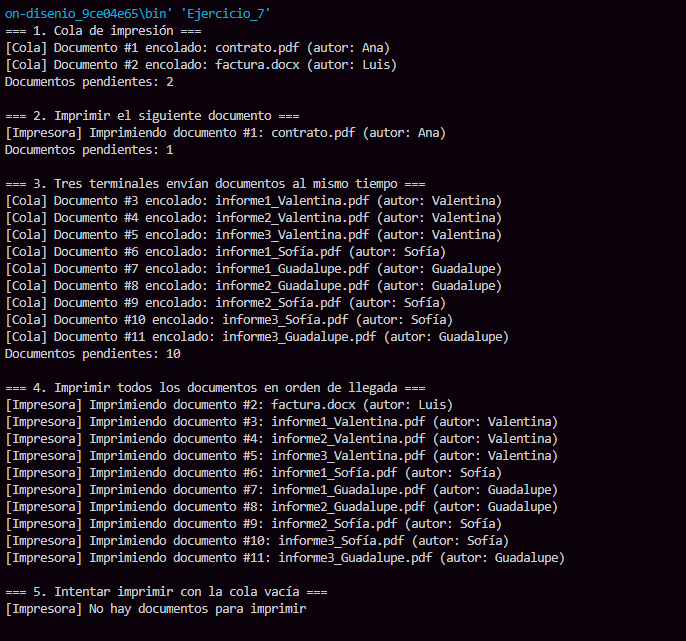 on-disenio_9ce04e65\bin' 'Ejercicio_7'
=== 1. Cola de impresión ===
[Cola] Documento #1 encolado: contrato.pdf (autor: Ana)
[Cola] Documento #2 encolado: factura.docx (autor: Luis)
Documentos pendientes: 2

=== 2. Imprimir el siguiente documento ===
[Impresora] Imprimiendo documento #1: contrato.pdf (autor: Ana)
Documentos pendientes: 1

=== 3. Tres terminales envían documentos al mismo tiempo ===
[Cola] Documento #3 encolado: informe1_Valentina.pdf (autor: Valentina)
[Cola] Documento #4 encolado: informe2_Valentina.pdf (autor: Valentina)
[Cola] Documento #5 encolado: informe3_Valentina.pdf (autor: Valentina)
[Cola] Documento #6 encolado: informe1_Sofía.pdf (autor: Sofía)
[Cola] Documento #7 encolado: informe1_Guadalupe.pdf (autor: Guadalupe)
[Cola] Documento #8 encolado: informe2_Guadalupe.pdf (autor: Guadalupe)
[Cola] Documento #9 encolado: informe2_Sofía.pdf (autor: Sofía)
[Cola] Documento #10 encolado: informe3_Sofía.pdf (autor: Sofía)
[Cola] Documento #11 encolado: informe3_Guadalupe.pdf (autor: Guadalupe)
Documentos pendientes: 10

=== 4. Imprimir todos los documentos en orden de llegada ===
[Impresora] Imprimiendo documento #2: factura.docx (autor: Luis)
[Impresora] Imprimiendo documento #3: informe1_Valentina.pdf (autor: Valentina)
[Impresora] Imprimiendo documento #4: informe2_Valentina.pdf (autor: Valentina)
[Impresora] Imprimiendo documento #5: informe3_Valentina.pdf (autor: Valentina)
[Impresora] Imprimiendo documento #6: informe1_Sofía.pdf (autor: Sofía)
[Impresora] Imprimiendo documento #7: informe1_Guadalupe.pdf (autor: Guadalupe)
[Impresora] Imprimiendo documento #8: informe2_Guadalupe.pdf (autor: Guadalupe)
[Impresora] Imprimiendo documento #9: informe2_Sofía.pdf (autor: Sofía)
[Impresora] Imprimiendo documento #10: informe3_Sofía.pdf (autor: Sofía)
[Impresora] Imprimiendo documento #11: informe3_Guadalupe.pdf (autor: Guadalupe)

=== 5. Intentar imprimir con la cola vacía ===
[Impresora] No hay documentos para imprimir